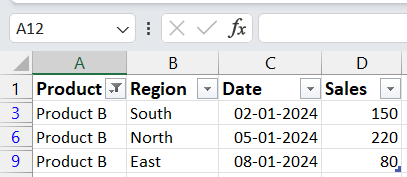 A12 fx
A B C D
1 Product Region Date Sales
3 Product B South 02-01-2024 150
6 Product B North 05-01-2024 220
9 Product B East 08-01-2024 80